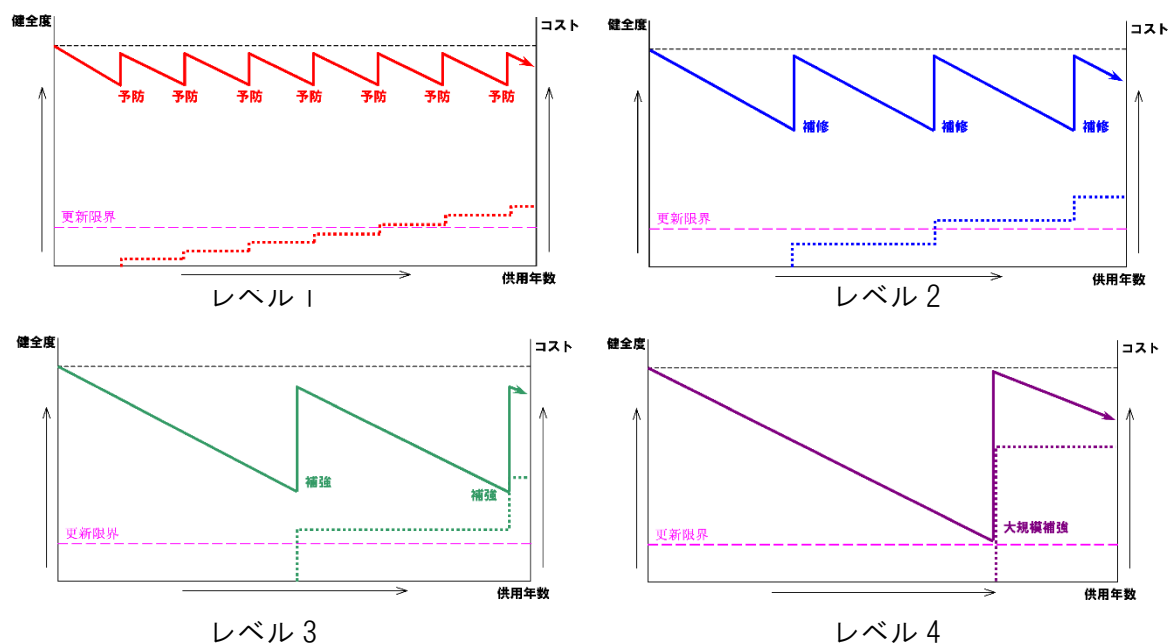 健全度
コスト
予防 予防 予防 予防 予防 予防 予防
更新限界
供用年数
レベル 1
健全度
コスト
補修 補修 補修
更新限界
供用年数
レベル 2
健全度
コスト
補強 補強
更新限界
供用年数
レベル 3
健全度
コスト
大規模補強
更新限界
供用年数
レベル 4